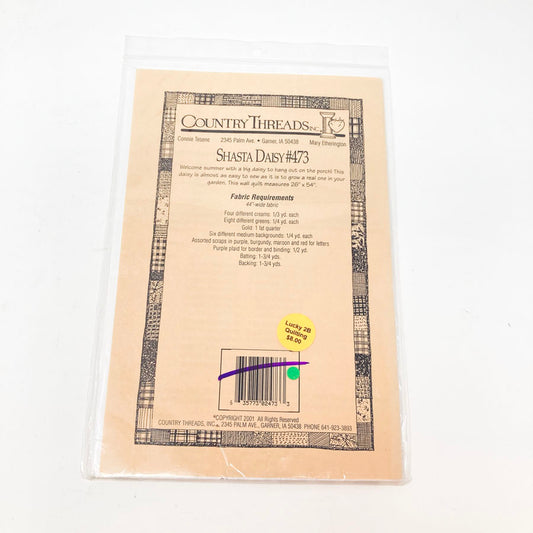 COUNTRY THREADS INC.
Connie Tesene 2345 Palm Ave. • Garner, IA 50438 Mary Etherington
SHASTA DAISY #473
Welcome summer with a big daisy to hang out on the porch! This
daisy is almost as easy to sew as it is to grow a real one in your
garden. This wall quilt measures 26" x 54".
Fabric Requirements
44"-wide fabric
Four different creams: 1/3 yd. each
Eight different greens: 1/4 yd. each
Gold: 1 fat quarter
Six different medium backgrounds: 1/4 yd. each
Assorted scraps in purple, burgundy, maroon and red for letters
Purple plaid for border and binding: 1/2 yd.
Batting: 1-3/4 yds.
Backing: 1-3/4 yds.
Lucky 2B
Quilting
$8.00
35773 02473 3
©COPYRIGHT 2001 All Rights Reserved
COUNTRY THREADS, INC., 2345 PALM AVE., GARNER, IA 50438 PHONE 641-923-3893